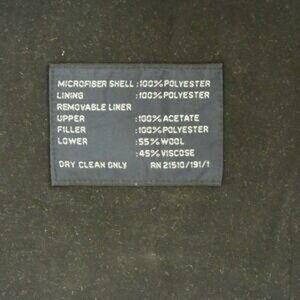 MICROFIBER SHELL :100% POLYESTER
LINING :100% POLYESTER
REMOVABLE LINER
UPPER :100% ACETATE
FILLER :100% POLYESTER
LOWER :55% WOOL
:45% VISCOSE
DRY CLEAN ONLY RN 21510/191/1